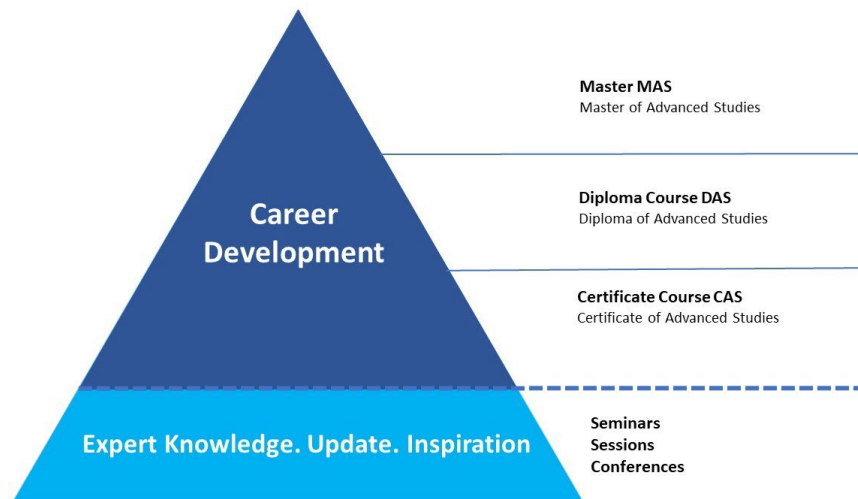 Master MAS
Master of Advanced Studies
Career
Development
Diploma Course DAS
Diploma of Advanced Studies
Certificate Course CAS
Certificate of Advanced Studies
Expert Knowledge. Update. Inspiration
Seminars
Sessions
Conferences